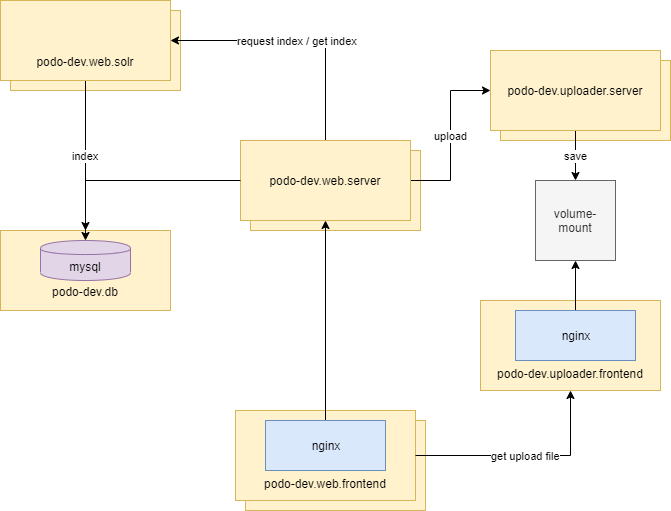 request index / get index
podo-dev.web.solr
podo-dev.uploader.server
upload
index
save
podo-dev.web.server
volume-
mount
mysql
podo-dev.db
nginx
podo-dev.uploader.frontend
nginx
get upload file
podo-dev.web.frontend